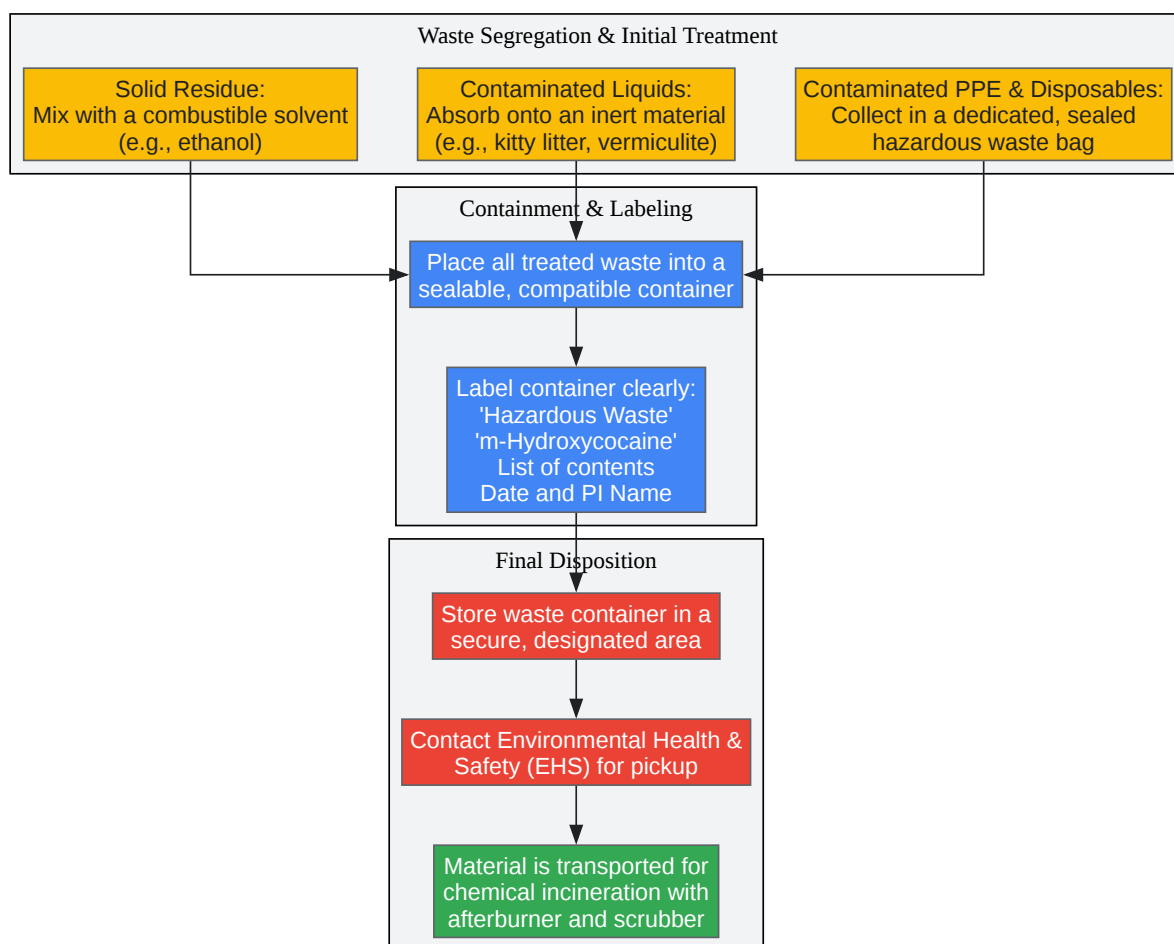 Waste Segregation & Initial Treatment
Solid Residue:
Mix with a combustible solvent
(e.g., ethanol)
Contaminated Liquids:
Absorb onto an inert material
(e.g., kitty litter, vermiculite)
Contaminated PPE & Disposables:
Collect in a dedicated, sealed
hazardous waste bag
Containment & Labeling
Place all treated waste into a
sealable, compatible container
Label container clearly:
'Hazardous Waste'
'm-Hydroxycocaine'
List of contents
Date and PI Name
Final Disposition
Store waste container in a
secure, designated area
Contact Environmental Health &
Safety (EHS) for pickup
Material is transported for
chemical incineration with
afterburner and scrubber